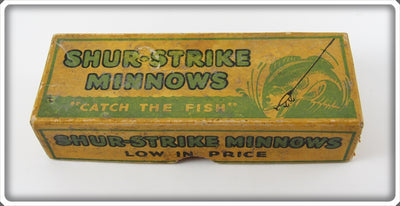 SHUR-STRIKE
MINNOWS
"CATCH THE FISH"
SHUR-STRIKE MINNOWS
LOW IN PRICE